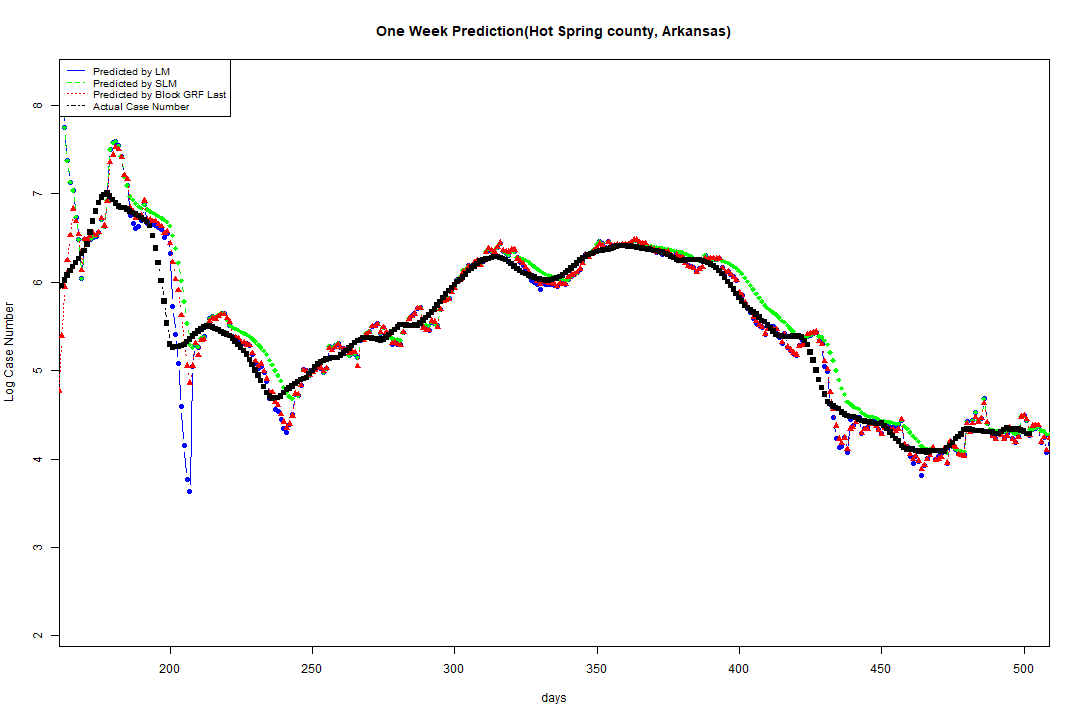 One Week Prediction(Hot Spring county, Arkansas)
Predicted by LM
Predicted by SLM
Predicted by Block GRF Last
Actual Case Number
8
7
6
5
4
3
2
Log Case Number
200 250 300 350 400 450 500
days